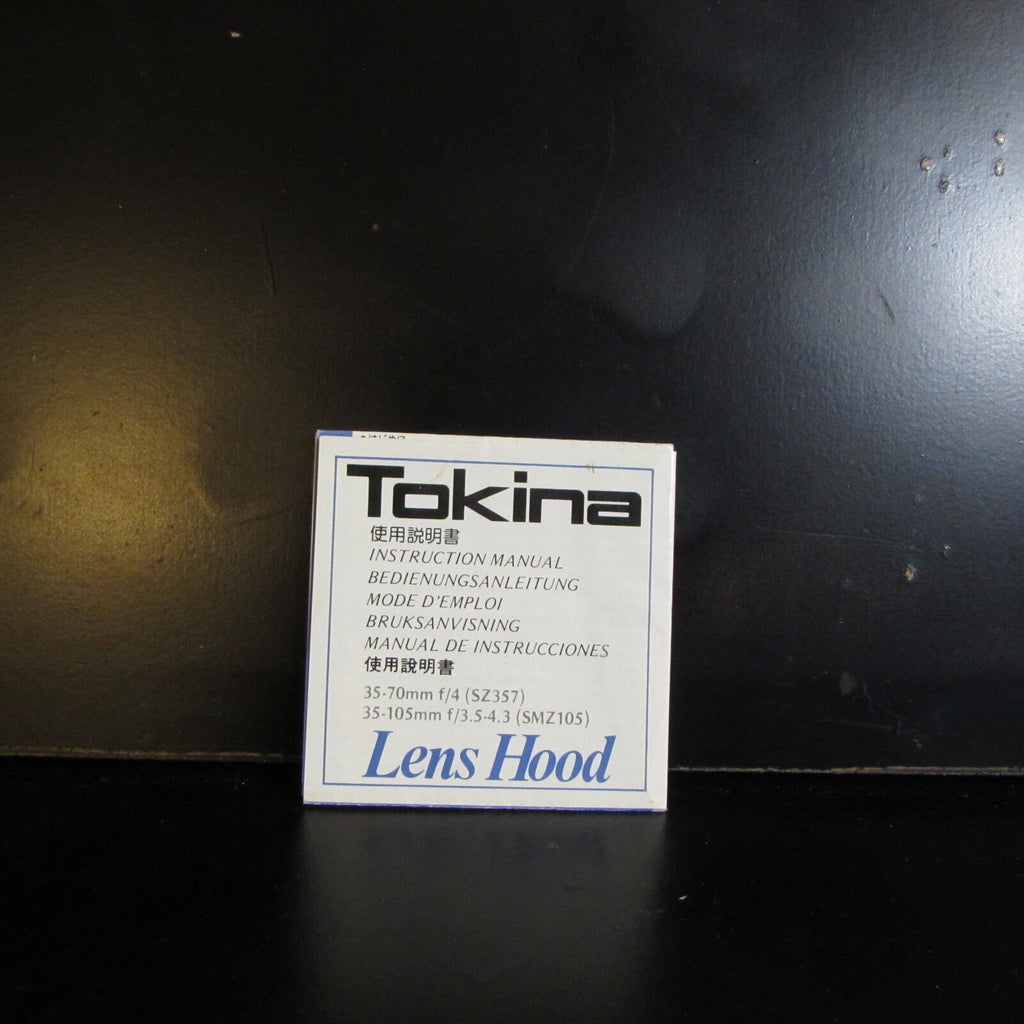 Tokina
使用説明書
INSTRUCTION MANUAL
BEDIENUNGSANLEITUNG
MODE D'EMPLOI
BRUKSANVISNING
MANUAL DE INSTRUCCIONES
使用說明書
35-70mm f/4 (SZ357)
35-105mm f/3.5-4.3 (SMZ105)
Lens Hood